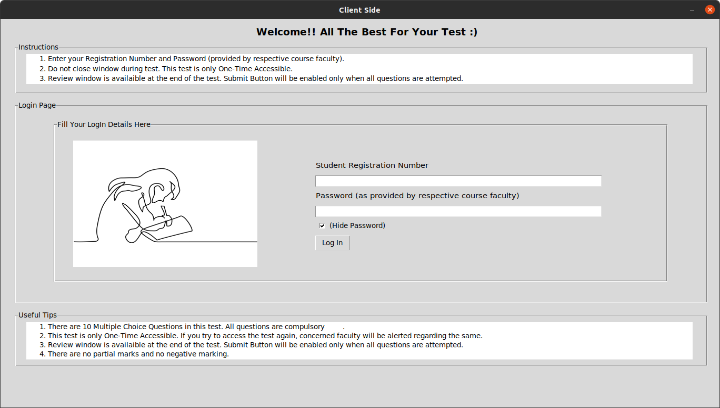 Client Side
Welcome!! All The Best For Your Test :)
Instructions
1. Enter your Registration Number and Password (provided by respective course faculty).
2. Do not close window during test. This test is only One-Time Accessible.
3. Review window is availaible at the end of the test. Submit Button will be enabled only when all questions are attempted.
Login Page
Fill Your LogIn Details Here
Student Registration Number
Password (as provided by respective course faculty)
(Hide Password)
Log In
Useful Tips
1. There are 10 Multiple Choice Questions in this test. All questions are compulsory .
2. This test is only One-Time Accessible. If you try to access the test again, concerned faculty will be alerted regarding the same.
3. Review window is availaible at the end of the test. Submit Button will be enabled only when all questions are attempted.
4. There are no partial marks and no negative marking.